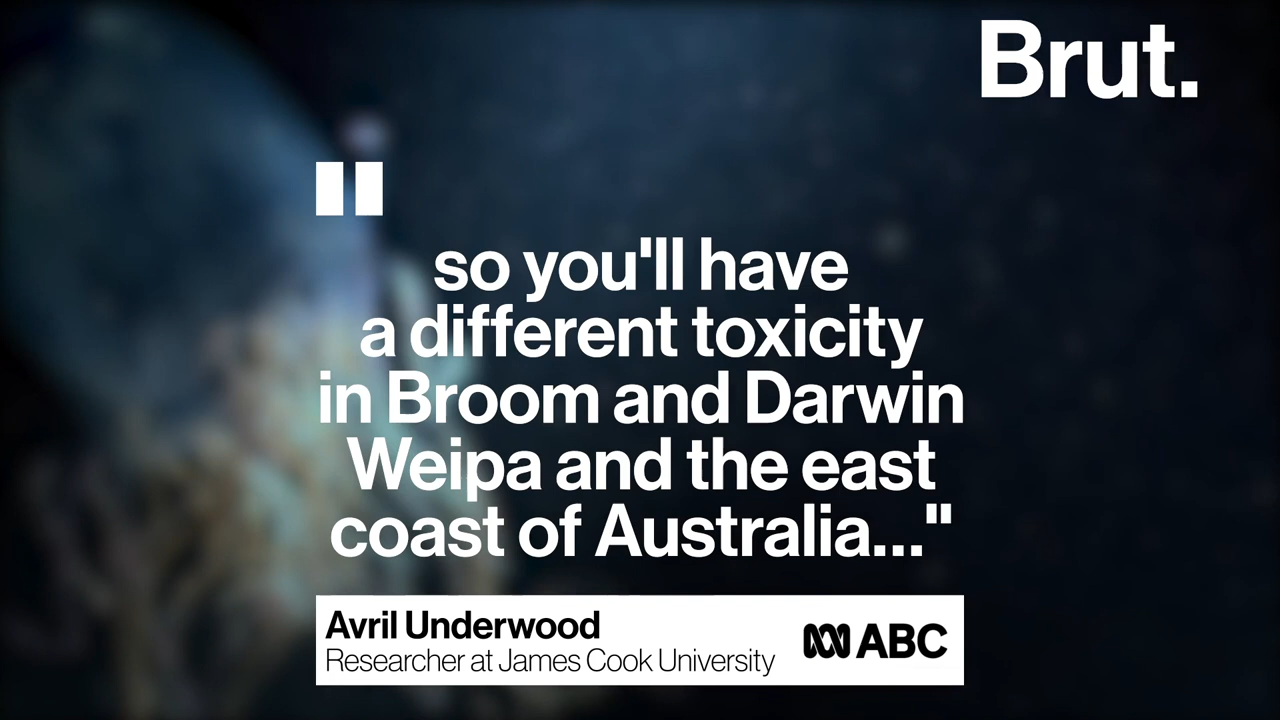 Brut.
"
so you'll have
a different toxicity
in Broom and Darwin
Weipa and the east
coast of Australia..."
Avril Underwood
Researcher at James Cook University
ABC